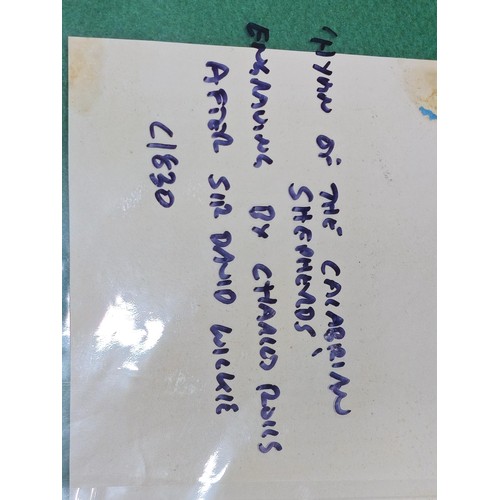 'HYMN OF THE CALABRIAN
SHEPHERDS'
ENGRAVING BY CHARLES ROLLS
AFTER SIR DAVID WILKIE
C1830